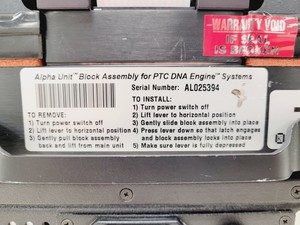 WARRANTY VOID
IF SEAL
IS BROKEN
Alpha Unit™ Block Assembly for PTC DNA Engine™ Systems
Serial Number: AL025394
TO REMOVE:
1) Turn power switch off
2) Lift lever to horizontal position
3) Gently pull block assembly
back and lift from main unit
TO INSTALL:
1) Turn power switch off
2) Lift lever to horizontal position
3) Gently slide block assembly into place
4) Press lever down so that latch engages
and block assembly locks into place
5) Make sure lever is fully depressed